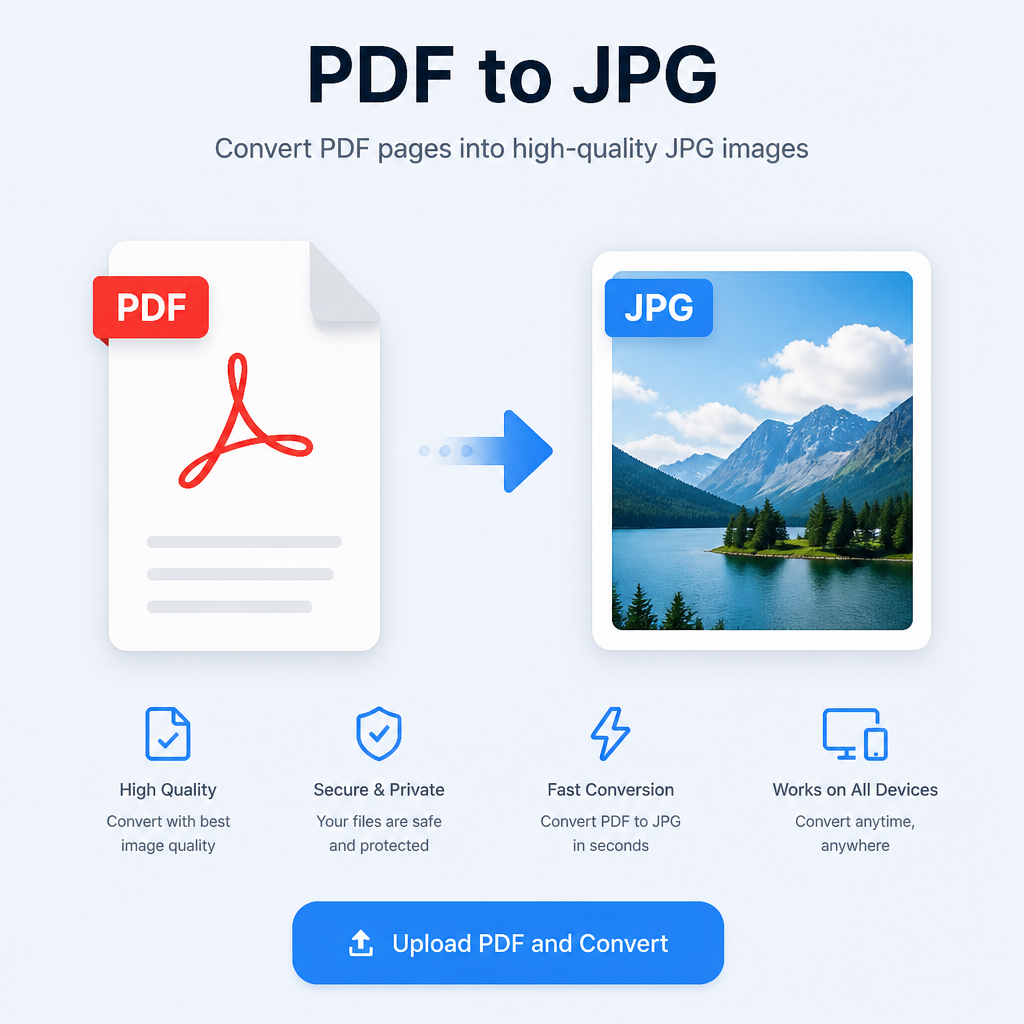 PDF to JPG
Convert PDF pages into high-quality JPG images
PDF
JPG
High Quality
Convert with best
image quality
Secure & Private
Your files are safe
and protected
Fast Conversion
Convert PDF to JPG
in seconds
Works on All Devices
Convert anytime,
anywhere
Upload PDF and Convert